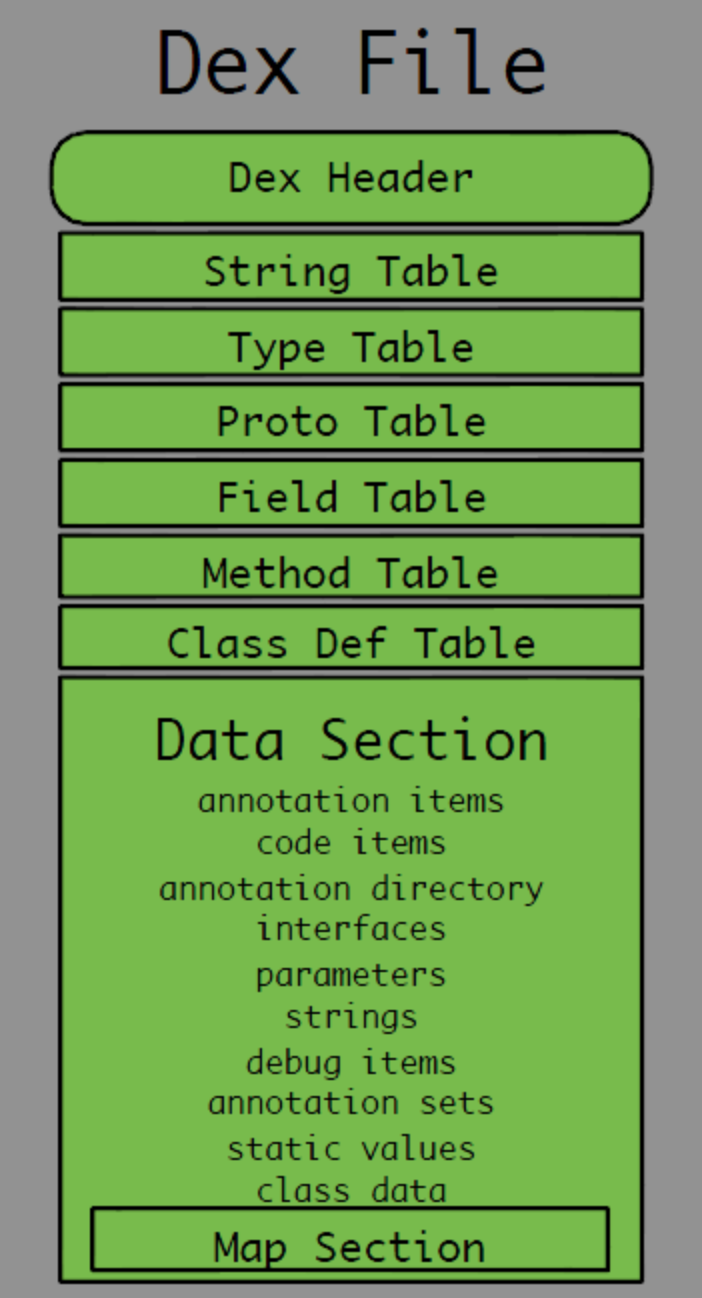 Dex File
Dex Header
String Table
Type Table
Proto Table
Field Table
Method Table
Class Def Table
Data Section
annotation items
code items
annotation directory
interfaces
parameters
strings
debug items
annotation sets
static values
class data
Map Section